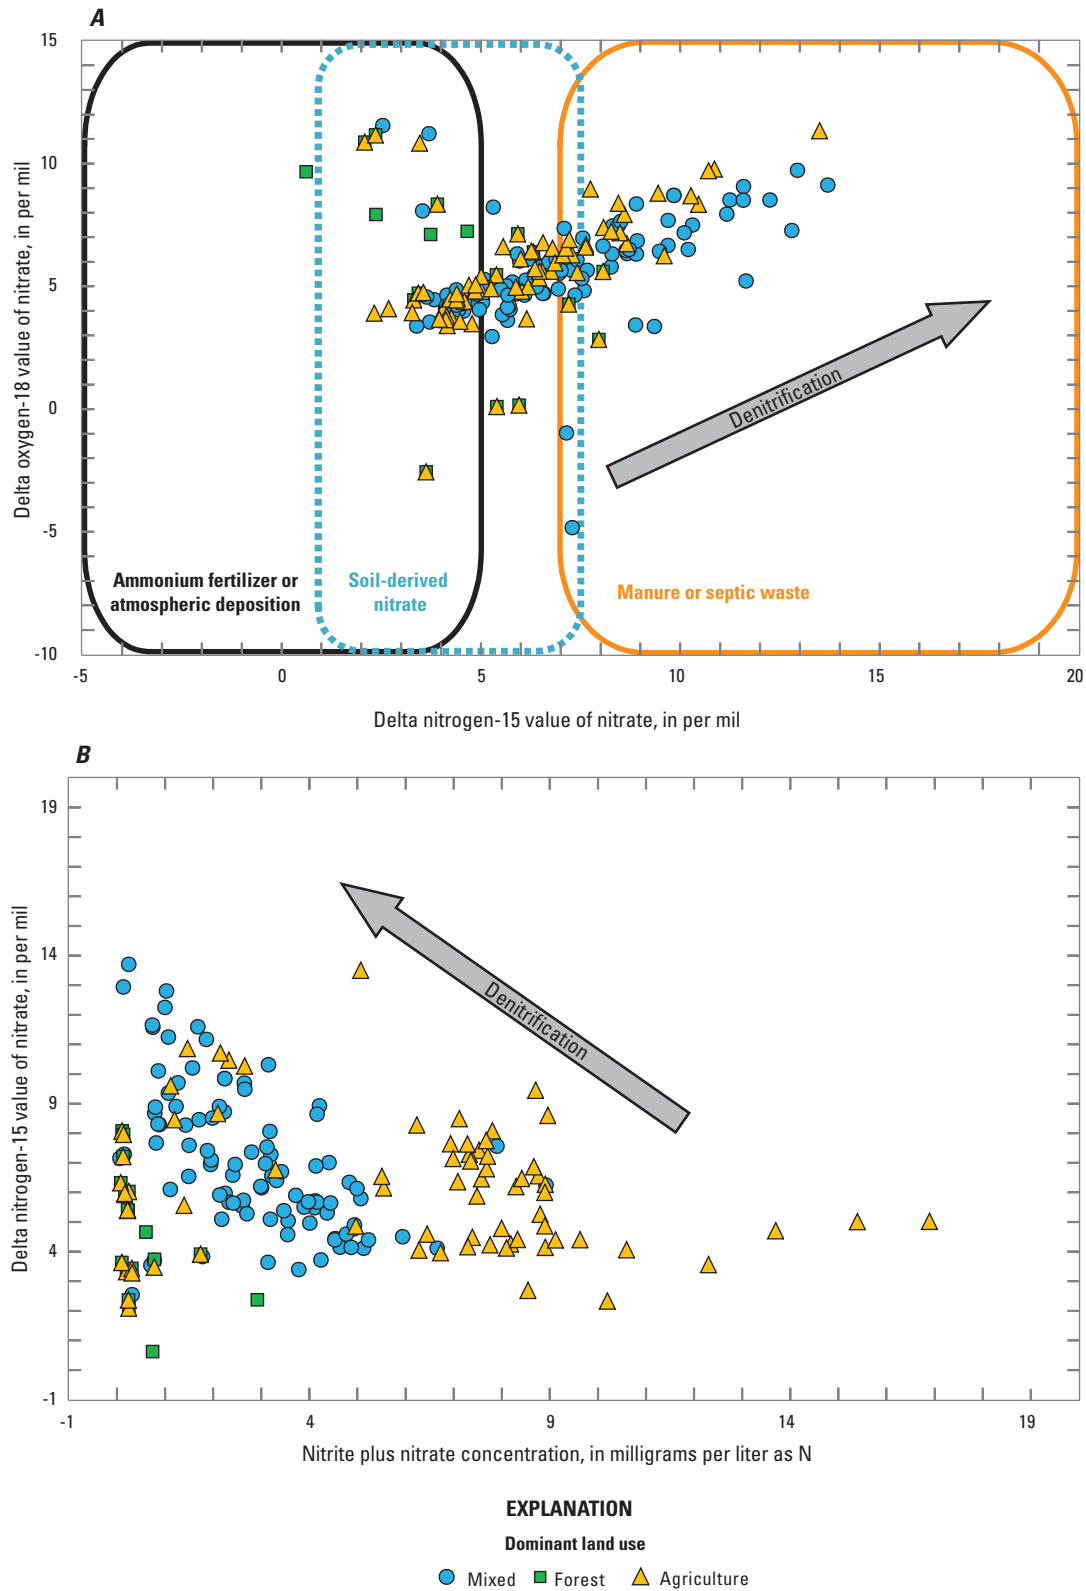 A
15
10
5
0
-5
-10
Delta oxygen-18 value of nitrate, in per mil
Denitrification
Ammonium fertilizer or
atmospheric deposition
Soil-derived
nitrate
Manure or septic waste
-5 0 5 10 15 20
Delta nitrogen-15 value of nitrate, in per mil
B
19
14
9
4
-1
Delta nitrogen-15 value of nitrate, in per mil
Denitrification
-1 4 9 14 19
Nitrite plus nitrate concentration, in milligrams per liter as N
EXPLANATION
Dominant land use
Mixed Forest Agriculture